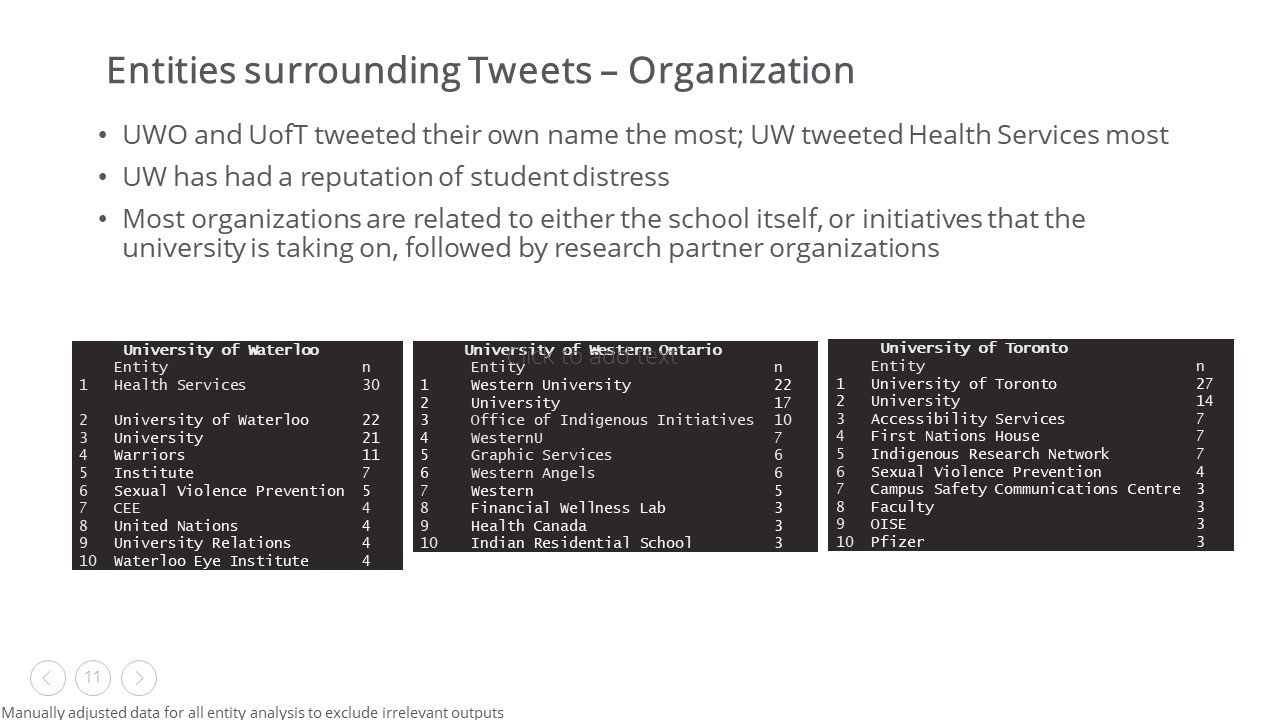 Entities surrounding Tweets – Organization
• UWO and UofT tweeted their own name the most; UW tweeted Health Services most
• UW has had a reputation of student distress
• Most organizations are related to either the school itself, or initiatives that the
university is taking on, followed by research partner organizations
University of Waterloo
Entity n
1 Health Services 30
2 University of Waterloo 22
3 University 21
4 Warriors 11
5 Institute 7
6 Sexual Violence Prevention 5
7 CEE 4
8 United Nations 4
9 University Relations 4
10 Waterloo Eye Institute 4
University of Western Ontario
Click to add text
Entity n
1 Western University 22
2 University 17
3 Office of Indigenous Initiatives 10
4 WesternU 7
5 Graphic Services 6
6 Western Angels 6
7 Western 5
8 Financial Wellness Lab 3
9 Health Canada 3
10 Indian Residential School 3
University of Toronto
Entity n
1 University of Toronto 27
2 University 14
3 Accessibility Services 7
4 First Nations House 7
5 Indigenous Research Network 7
6 Sexual Violence Prevention 4
7 Campus Safety Communications Centre 3
8 Faculty 3
9 OISE 3
10 Pfizer 3
11
Manually adjusted data for all entity analysis to exclude irrelevant outputs